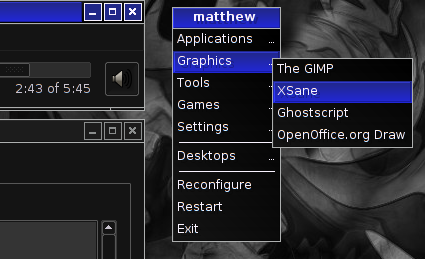 matthew
Applications ...
Graphics ...
The GIMP
Tools ...
XSane
2:43 of 5:45
Games ...
Ghostscript
Settings ...
OpenOffice.org Draw
Desktops ...
Reconfigure
Restart
Exit